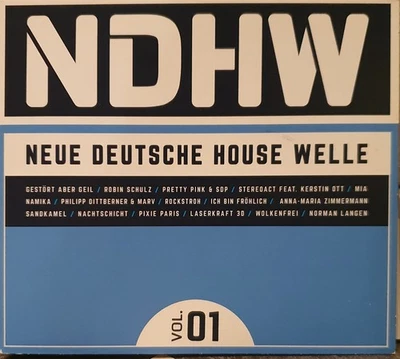 NDHW
NEUE DEUTSCHE HOUSE WELLE
GESTÖRT ABER GEIL / ROBIN SCHULZ / PRETTY PINK & SOP / STEREOACT FEAT. KERSTIN OTT / MIA
NAMIKA / PHILIPP DITTBERNER & MARV / ROCKSTROH / ICH BIN FRÖHLICH / ANNA-MARIA ZIMMERMANN
SANDKAMEL / NACHTSCHICHT / PIXIE PARIS / LASERKRAFT 3D / WOLKENFREI / NORMAN LANGEN
VOL. 01